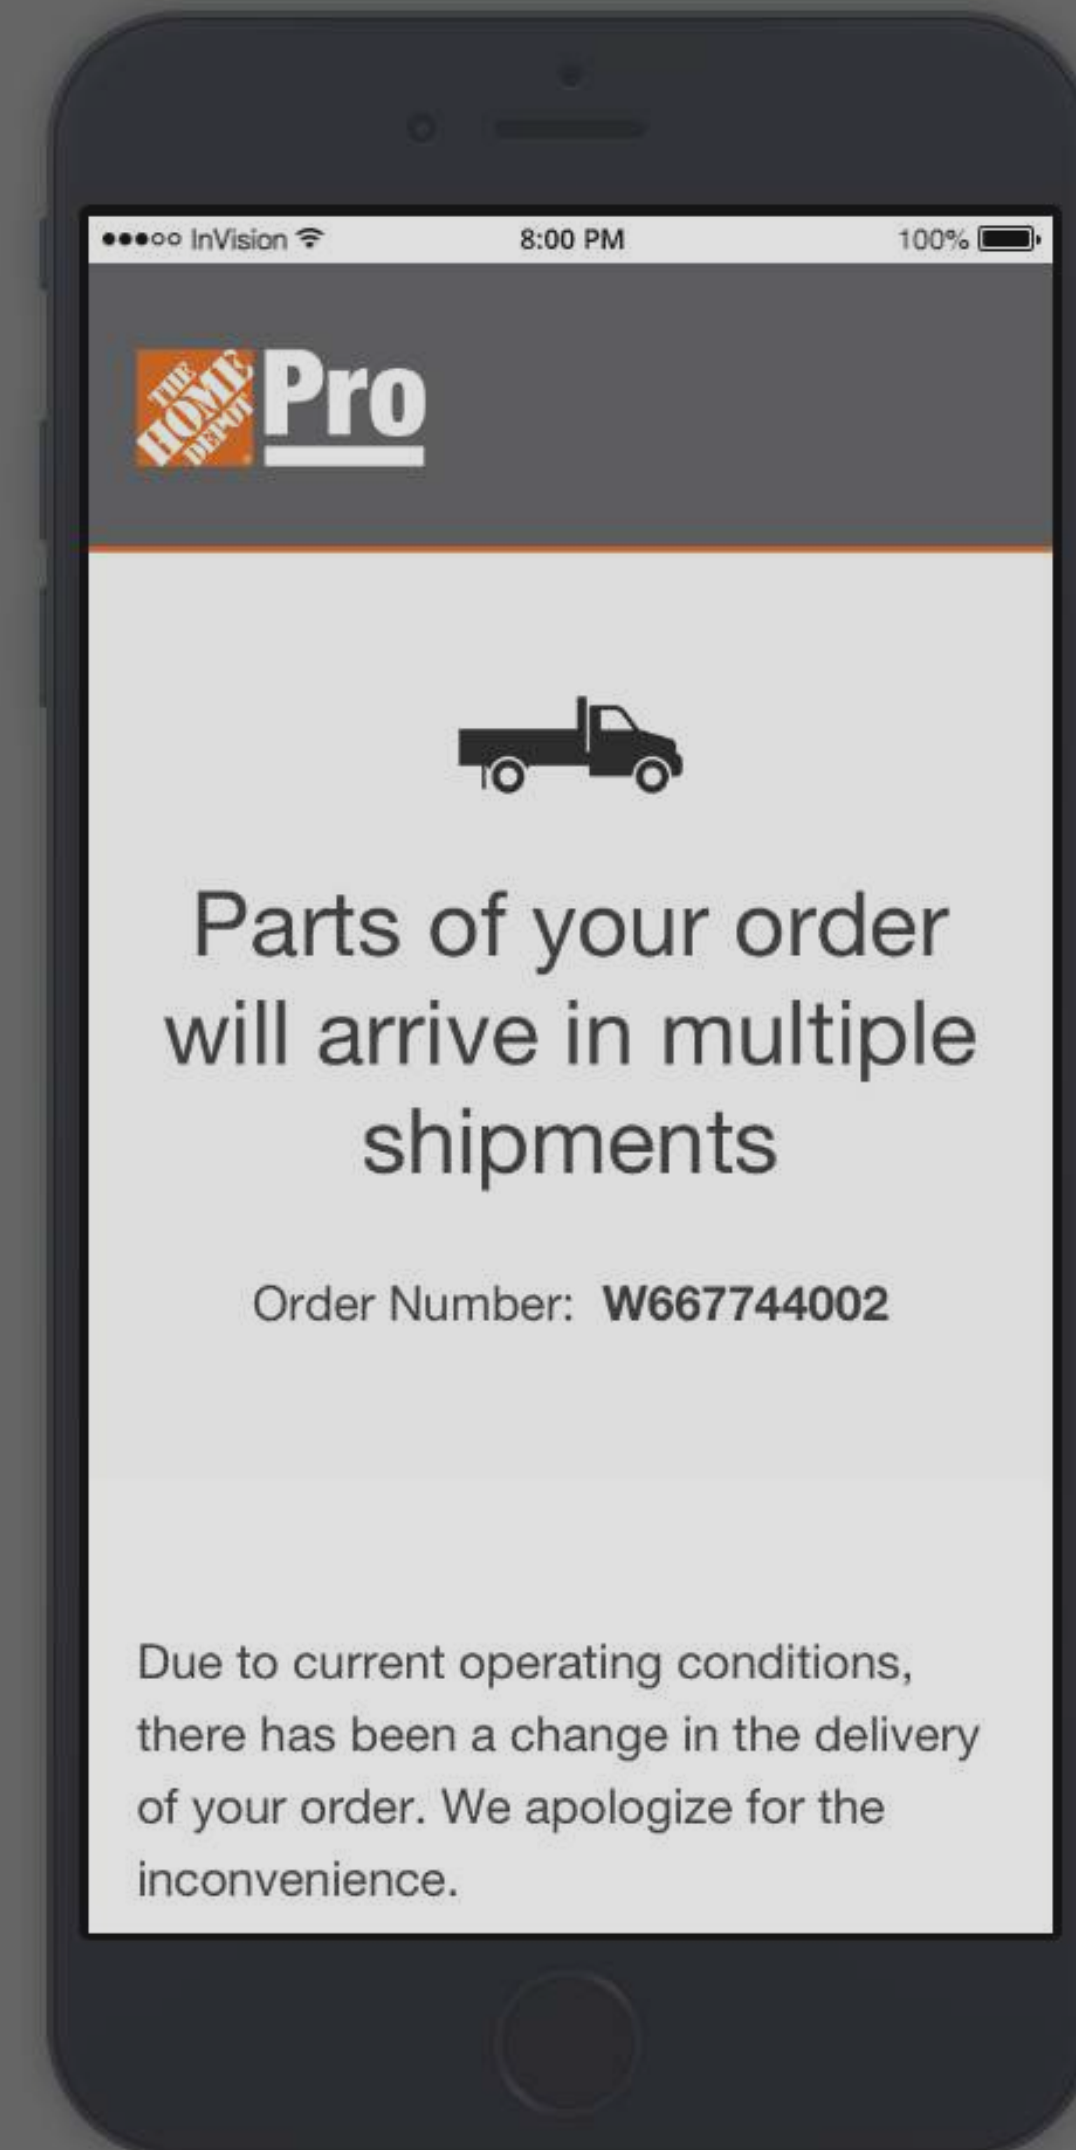 ●●●○○ InVision 8:00 PM 100%
THE HOME DEPOT Pro
Parts of your order
will arrive in multiple
shipments
Order Number: W667744002
Due to current operating conditions,
there has been a change in the delivery
of your order. We apologize for the
inconvenience.